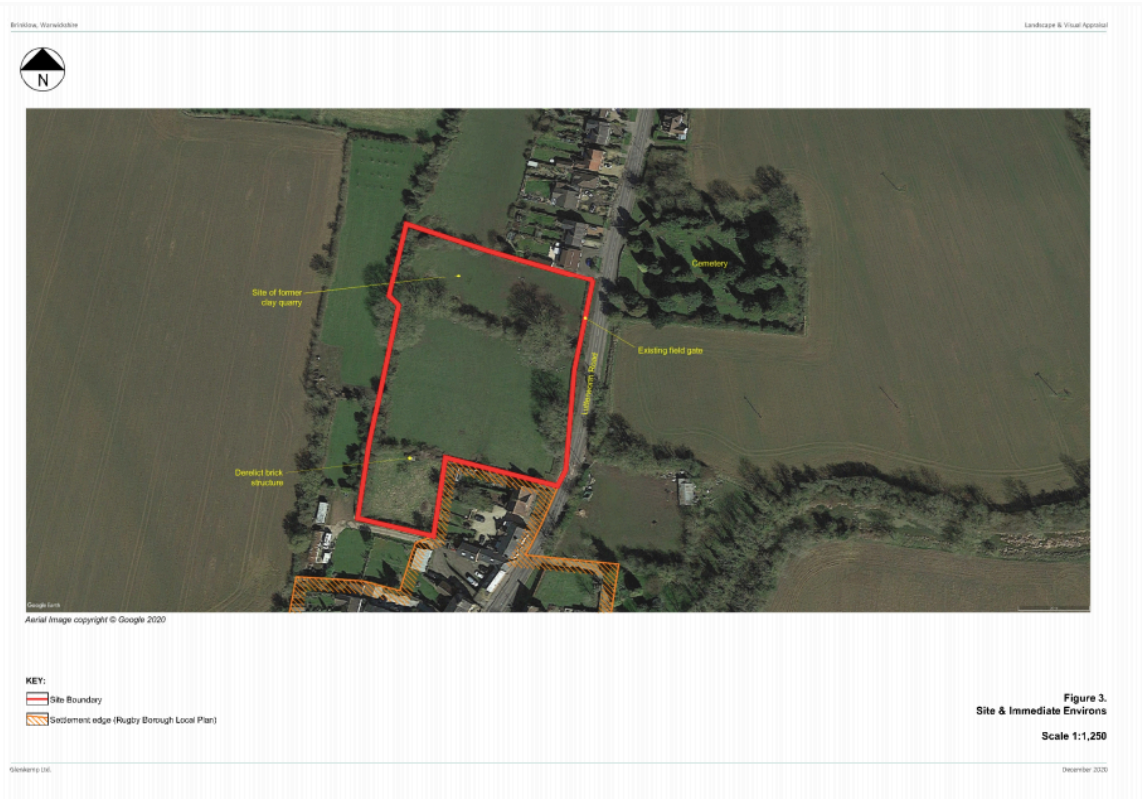 Brinklow, Warwickshire
Landscape & Visual Appraisal
N
Cemetery
Site of former
clay quarry
Existing field gate
Lutterworth Road
Derelict brick
structure
Google Earth
Aerial Image copyright © Google 2020
KEY:
Site Boundary
Settlement edge (Rugby Borough Local Plan)
Figure 3.
Site & Immediate Environs
Scale 1:1,250
December 2020